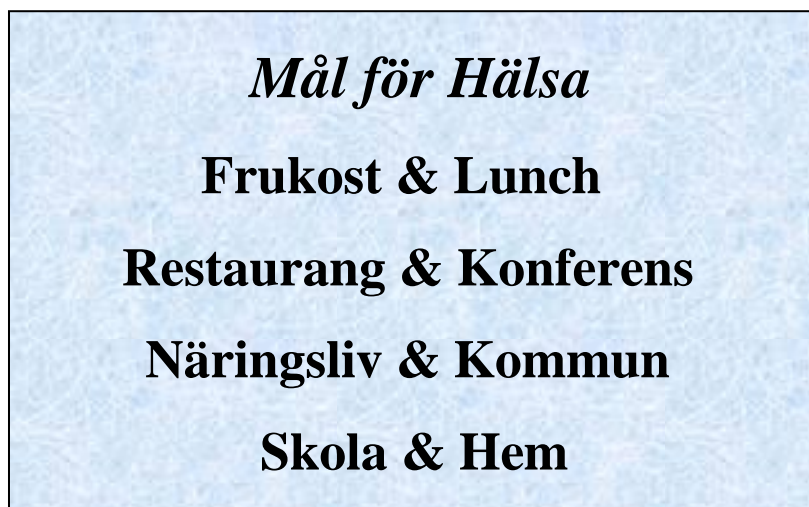 Mål för Hälsa
Frukost & Lunch
Restaurang & Konferens
Näringsliv & Kommun
Skola & Hem